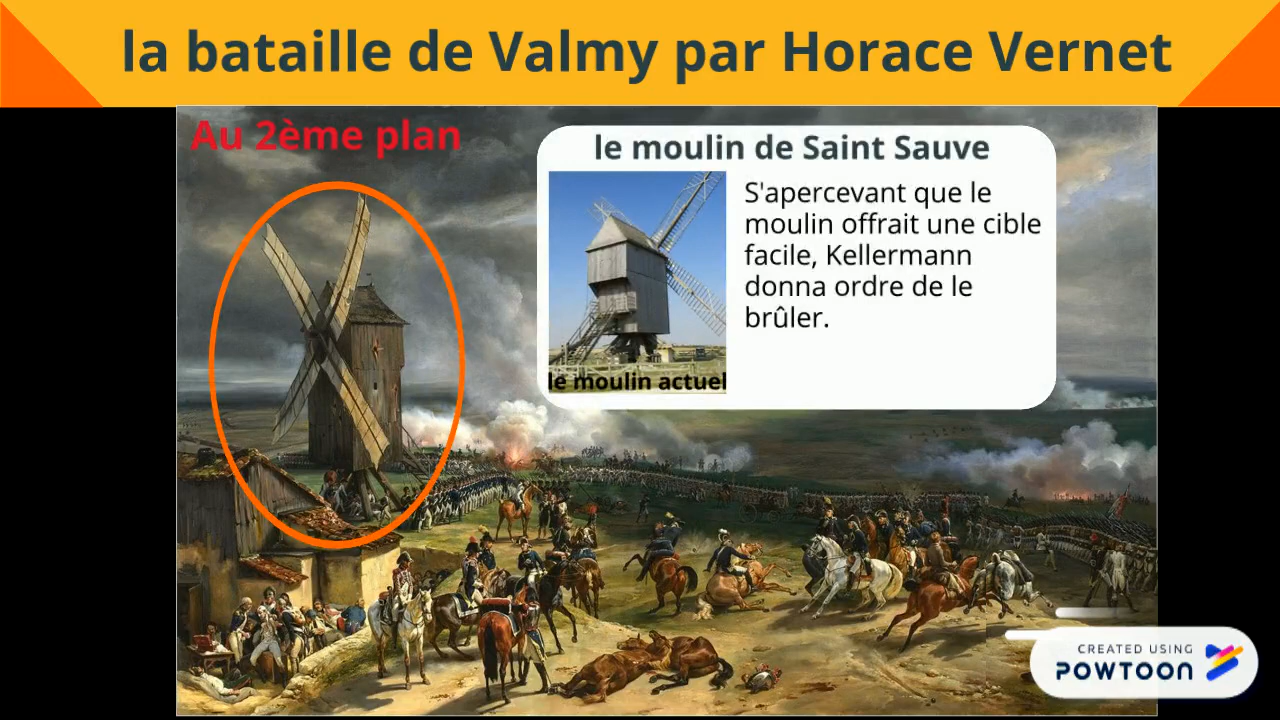 la bataille de Valmy par Horace Vernet
Au 2ème plan
le moulin de Saint Sauve
S'apercevant que le
moulin offrait une cible
facile, Kellermann
donna ordre de le
brûler.
le moulin actuel
CREATED USING
POWTOON